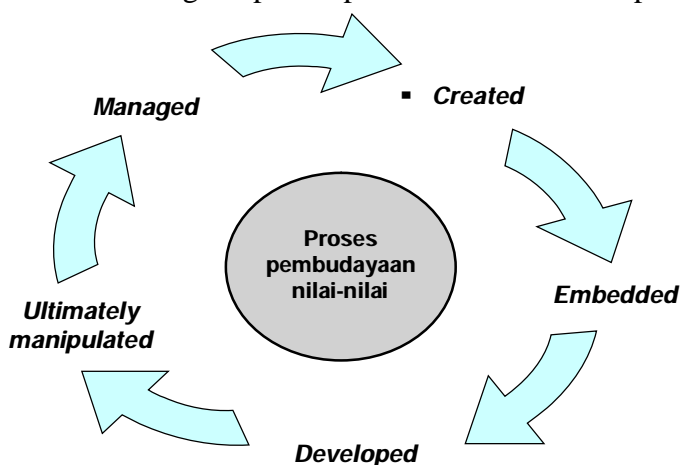 Managed
▪ Created
Proses
pembudayaan
nilai-nilai
Embedded
Ultimately
manipulated
Developed